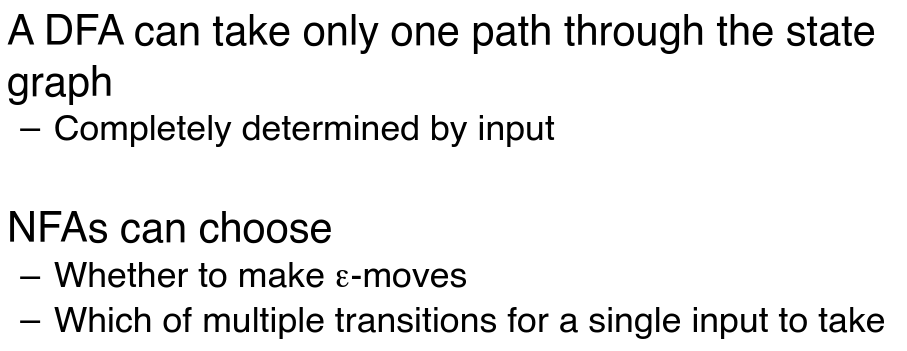 A DFA can take only one path through the state
graph
– Completely determined by input
NFAs can choose
– Whether to make ε-moves
– Which of multiple transitions for a single input to take